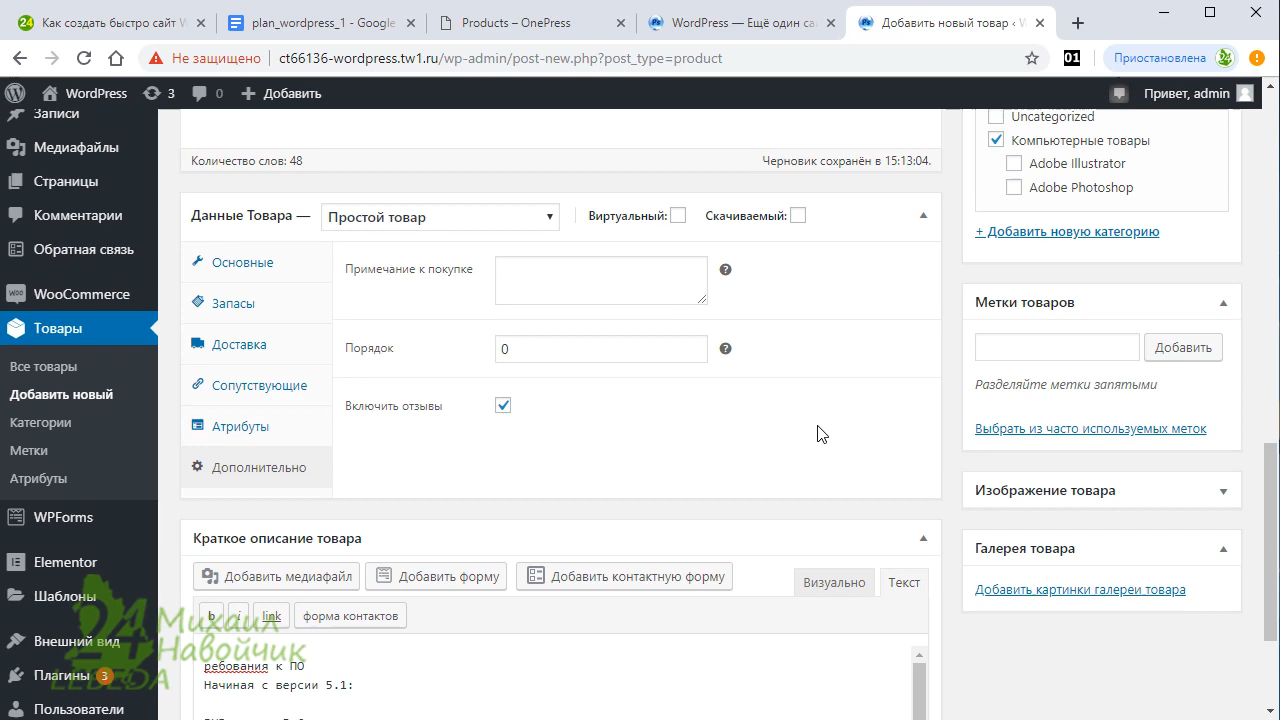 Как создать быстро сайт W
plan_wordpress_1 - Google
Products – OnePress
WordPress — Ещё один са
Добавить новый товар ‹ W
Не защищено
ct66136-wordpress.tw1.ru/wp-admin/post-new.php?post_type=product
01
Приостановлена
WordPress
3
0
Добавить
Привет, admin
Записи
Медиафайлы
Страницы
Комментарии
Обратная связь
WooCommerce
Товары
Все товары
Добавить новый
Категории
Метки
Атрибуты
WPForms
Elementor
Шаблоны
Внешний вид
Плагины 3
Пользователи
Количество слов: 48
Черновик сохранён в 15:13:04.
Данные Товара —
Простой товар
Виртуальный:
Скачиваемый:
Основные
Запасы
Доставка
Сопутствующие
Атрибуты
Дополнительно
Примечание к покупке
Порядок
0
Включить отзывы
Краткое описание товара
Добавить медиафайл
Добавить форму
Добавить контактную форму
Визуально
Текст
b
i
link
форма контактов
ребования к ПО
Начиная с версии 5.1:
Uncategorized
Компьютерные товары
Adobe Illustrator
Adobe Photoshop
+ Добавить новую категорию
Метки товаров
Добавить
Разделяйте метки запятыми
Выбрать из часто используемых меток
Изображение товара
Галерея товара
Добавить картинки галереи товара
24
Михаил
Навойчик
LEBEDA